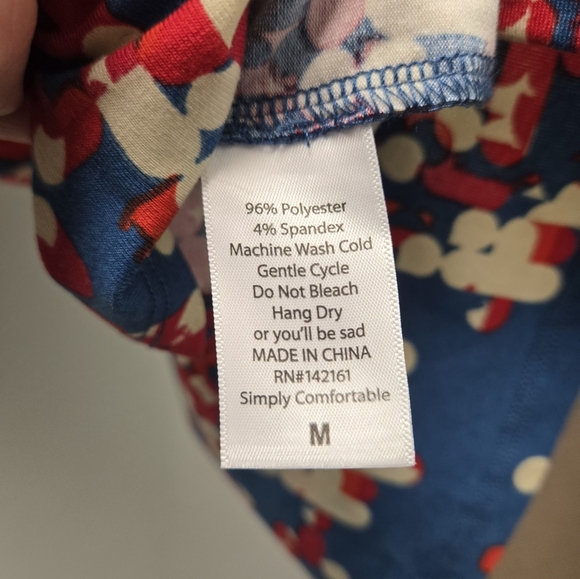 96% Polyester
4% Spandex
Machine Wash Cold
Gentle Cycle
Do Not Bleach
Hang Dry
or you'll be sad
MADE IN CHINA
RN#142161
Simply Comfortable
M